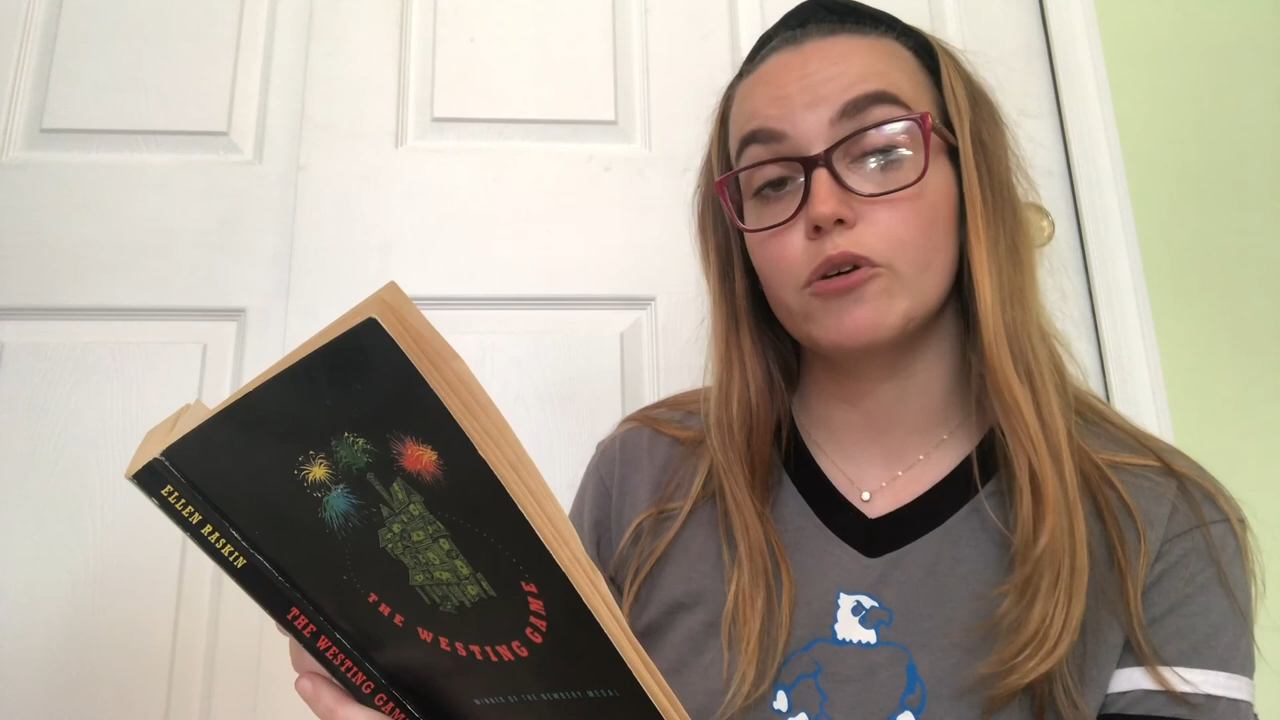 ELLEN RASKIN
THE WESTING GAME
THE WESTING GAME
WINNER OF THE NEWBERY MEDAL